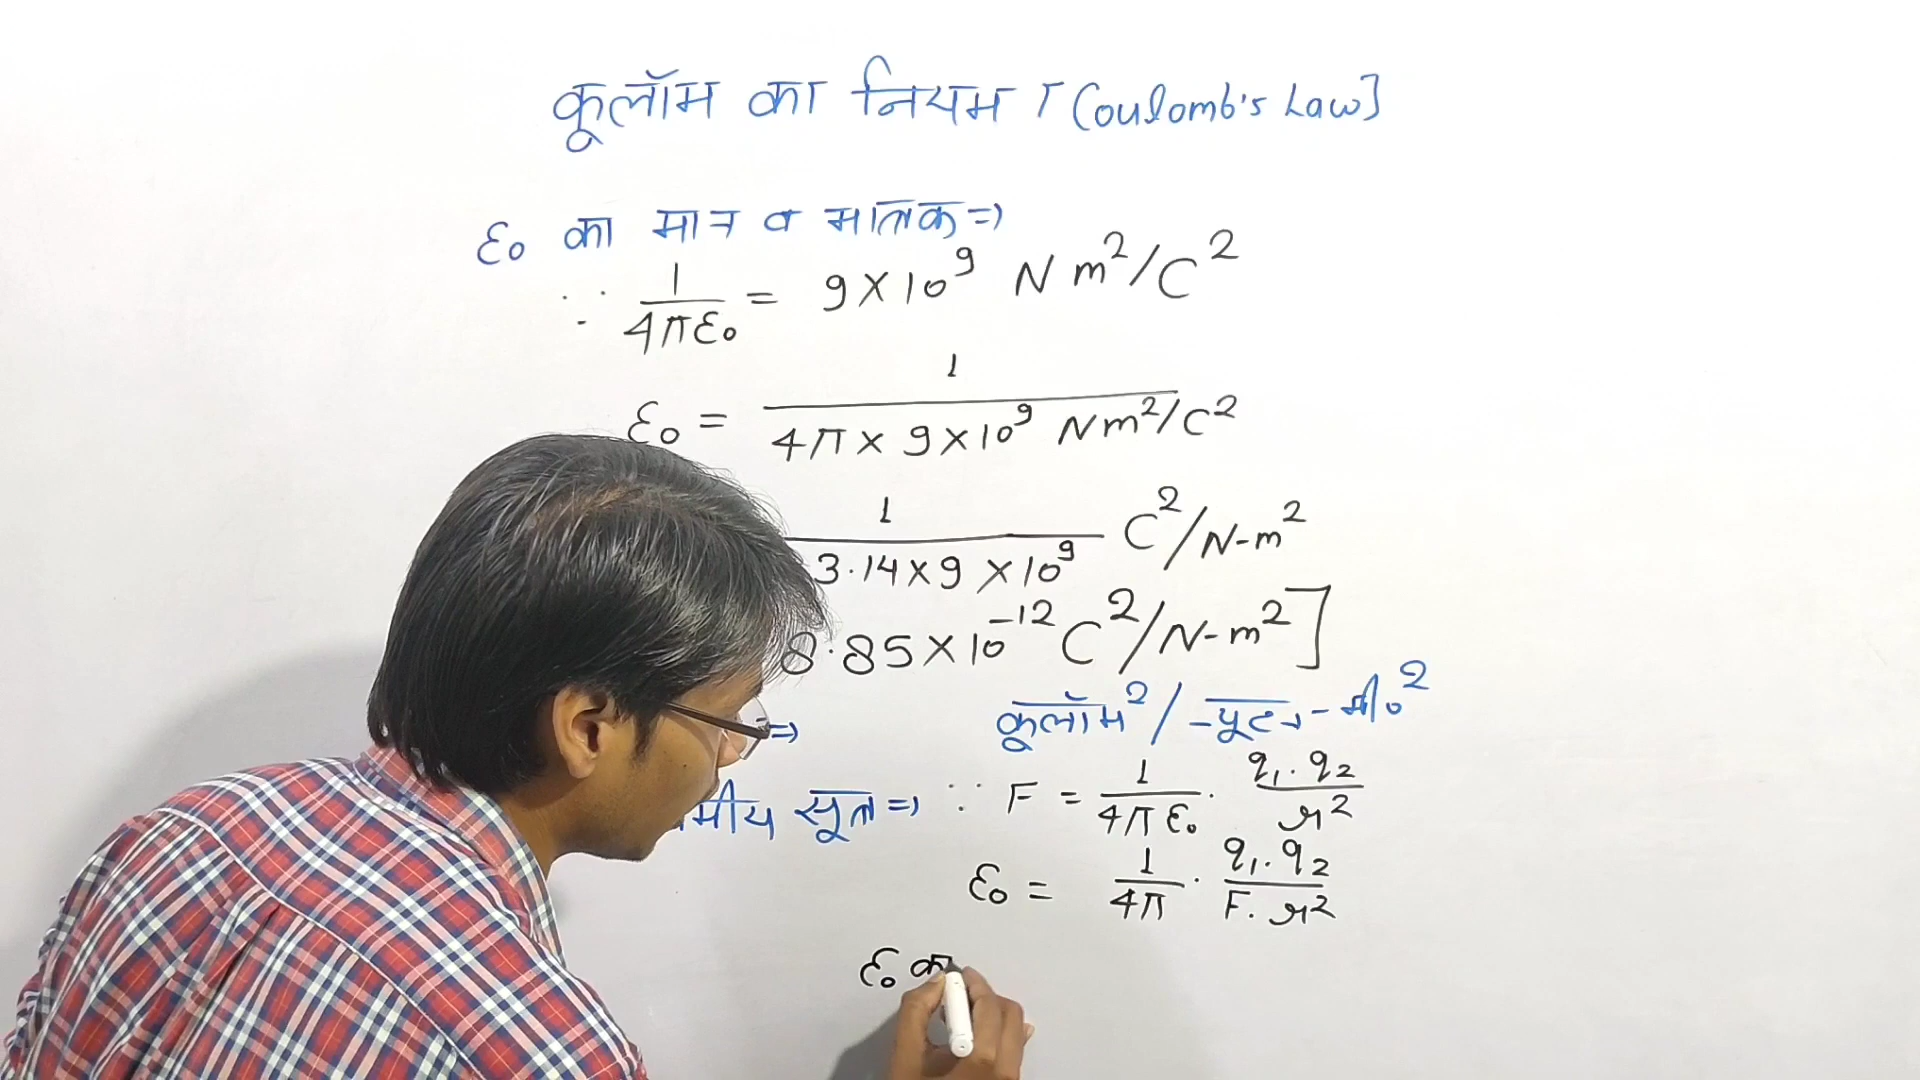 कूलॉम का नियम [Coulomb's Law]
ε₀ का मान व मात्रक ⇒
∵ 1/4πε₀ = 9×10⁹ N m²/C²
ε₀ = 1/4π × 9×10⁹ Nm²/C²
1/3.14×9×10⁹ C²/N-m²
8.85×10⁻¹² C²/N-m²]
⇒ कूलॉम²/न्यूटन-मी०²
मीय सूत्र ⇒ ∵ F = 1/4πε₀ · q₁.q₂/r²
ε₀ = 1/4π · q₁.q₂/F.r²
ε₀ क